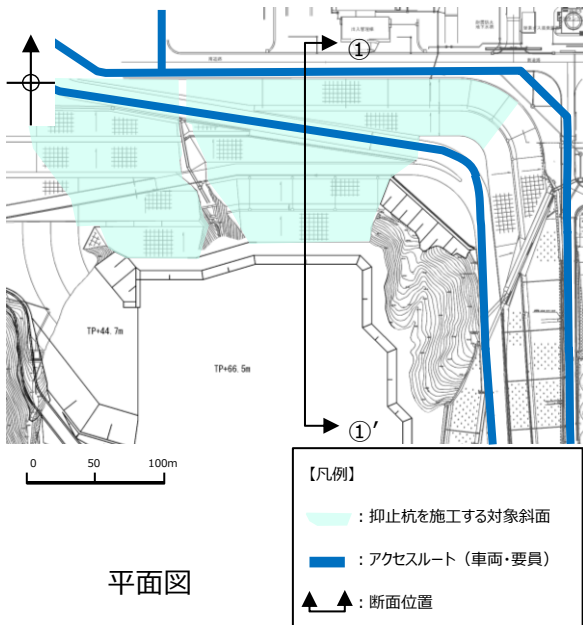 ①
TP+44.7m
TP+66.5m
①’
0 50 100m
【凡例】
：抑止杭を施工する対象斜面
：アクセスルート（車両・要員）
：断面位置
平面図